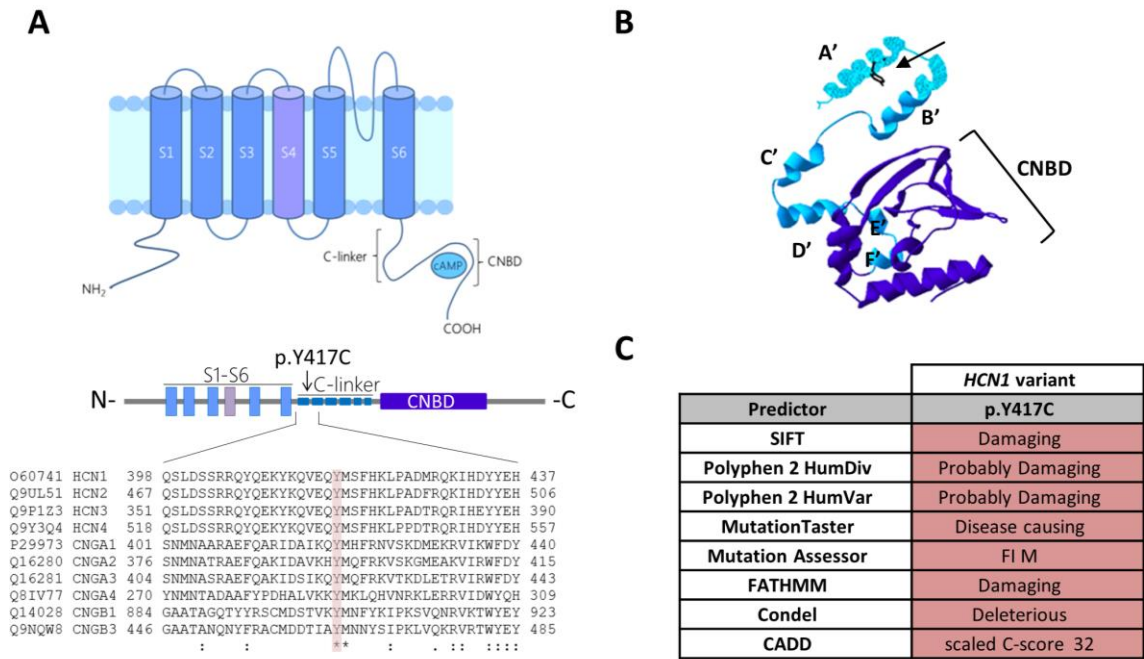 A
S1 S2 S3 S4 S5 S6
C-linker
cAMP
CNBD
NH2
COOH
p.Y417C
S1-S6
C-linker
N- CNBD -C
O60741 HCN1 398 QSLDSSRRQYQEKYKQVEQYMSFHKLPADMRQKIHDYYEH 437
Q9UL51 HCN2 467 QSLDSSRRQYQEKYKQVEQYMSFHKLPADFRQKIHDYYEH 506
Q9P1Z3 HCN3 351 QSLDSSRRQYQEKYKQVEQYMSFHKLPADTRQRIHEYYEH 390
Q9Y3Q4 HCN4 518 QSLDSSRRQYQEKYKQVEQYMSFHKLPPDTRQRIHDYYEH 557
P29973 CNGA1 401 SNMNAARAEFQARIDAIKQYMHFRNVSKDMEKRVIKWFDY 440
Q16280 CNGA2 376 SNMNATRAEFQAKIDAVKHYMQFRKVSKGMEAKVIRWFDY 415
Q16281 CNGA3 404 SNMNASRAEFQAKIDSIKQYMQFRKVTKDLETRVIRWFDY 443
Q8IV77 CNGA4 270 YNMNTADAAFYPDHALVKKYMKLQHVNRKLERRVIDWYQH 309
Q14028 CNGB1 884 GAATAGQTYYRSCMDSTVKYMNFYKIPKSVQNRVKTWYEY 923
Q9NQW8 CNGB3 446 GAATANQNYFRACMDDTIAYMNNYSIPKLVQKRVRTWYEY 485
: : ** : . .:: ::::
B
A'
B'
C'
CNBD
E'
D'
F'
C
HCN1 variant
Predictor p.Y417C
SIFT Damaging
Polyphen 2 HumDiv Probably Damaging
Polyphen 2 HumVar Probably Damaging
MutationTaster Disease causing
Mutation Assessor FI M
FATHMM Damaging
Condel Deleterious
CADD scaled C-score 32